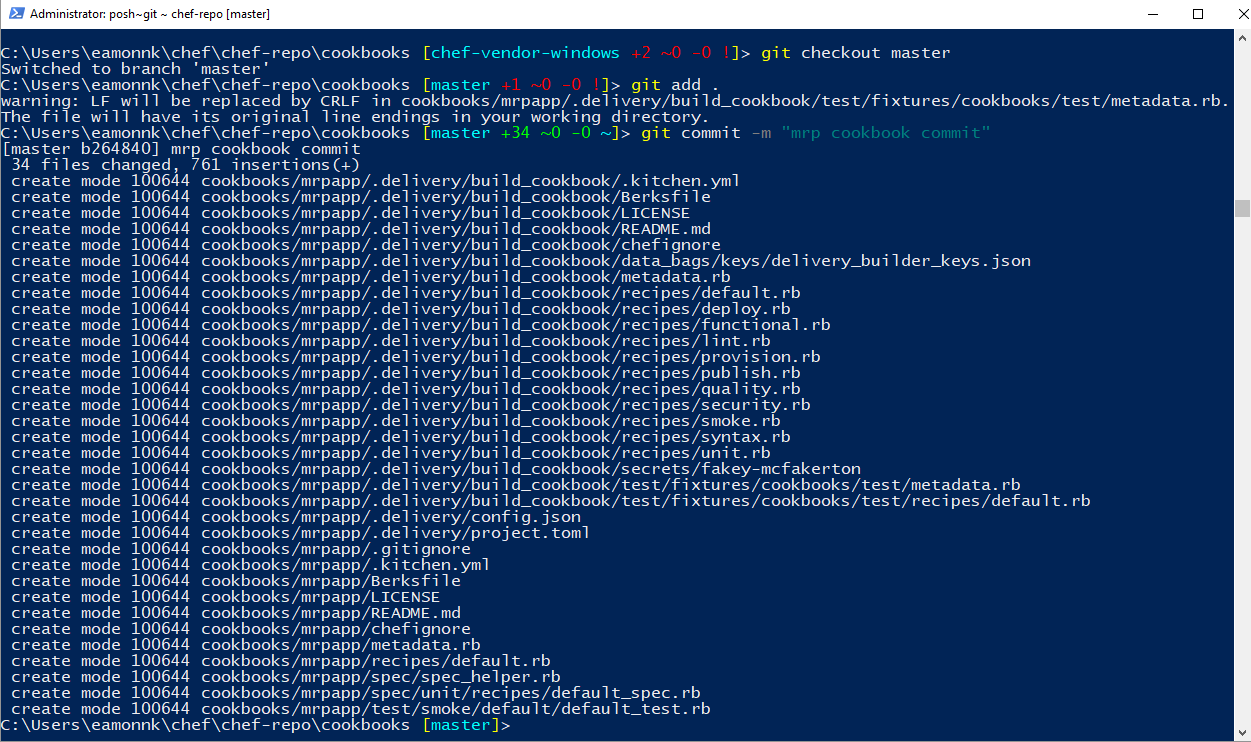 Administrator: posh~git ~ chef-repo [master]
C:\Users\eamonnk\chef\chef-repo\cookbooks [chef-vendor-windows +2 ~0 -0 !]> git checkout master
Switched to branch 'master'
C:\Users\eamonnk\chef\chef-repo\cookbooks [master +1 ~0 -0 !]> git add .
warning: LF will be replaced by CRLF in cookbooks/mrpapp/.delivery/build_cookbook/test/fixtures/cookbooks/test/metadata.rb.
The file will have its original line endings in your working directory.
C:\Users\eamonnk\chef\chef-repo\cookbooks [master +34 ~0 -0 ~]> git commit -m "mrp cookbook commit"
[master b264840] mrp cookbook commit
 34 files changed, 761 insertions(+)
 create mode 100644 cookbooks/mrpapp/.delivery/build_cookbook/.kitchen.yml
 create mode 100644 cookbooks/mrpapp/.delivery/build_cookbook/Berksfile
 create mode 100644 cookbooks/mrpapp/.delivery/build_cookbook/LICENSE
 create mode 100644 cookbooks/mrpapp/.delivery/build_cookbook/README.md
 create mode 100644 cookbooks/mrpapp/.delivery/build_cookbook/chefignore
 create mode 100644 cookbooks/mrpapp/.delivery/build_cookbook/data_bags/keys/delivery_builder_keys.json
 create mode 100644 cookbooks/mrpapp/.delivery/build_cookbook/metadata.rb
 create mode 100644 cookbooks/mrpapp/.delivery/build_cookbook/recipes/default.rb
 create mode 100644 cookbooks/mrpapp/.delivery/build_cookbook/recipes/deploy.rb
 create mode 100644 cookbooks/mrpapp/.delivery/build_cookbook/recipes/functional.rb
 create mode 100644 cookbooks/mrpapp/.delivery/build_cookbook/recipes/lint.rb
 create mode 100644 cookbooks/mrpapp/.delivery/build_cookbook/recipes/provision.rb
 create mode 100644 cookbooks/mrpapp/.delivery/build_cookbook/recipes/publish.rb
 create mode 100644 cookbooks/mrpapp/.delivery/build_cookbook/recipes/quality.rb
 create mode 100644 cookbooks/mrpapp/.delivery/build_cookbook/recipes/security.rb
 create mode 100644 cookbooks/mrpapp/.delivery/build_cookbook/recipes/smoke.rb
 create mode 100644 cookbooks/mrpapp/.delivery/build_cookbook/recipes/syntax.rb
 create mode 100644 cookbooks/mrpapp/.delivery/build_cookbook/recipes/unit.rb
 create mode 100644 cookbooks/mrpapp/.delivery/build_cookbook/secrets/fakey-mcfakerton
 create mode 100644 cookbooks/mrpapp/.delivery/build_cookbook/test/fixtures/cookbooks/test/metadata.rb
 create mode 100644 cookbooks/mrpapp/.delivery/build_cookbook/test/fixtures/cookbooks/test/recipes/default.rb
 create mode 100644 cookbooks/mrpapp/.delivery/config.json
 create mode 100644 cookbooks/mrpapp/.delivery/project.toml
 create mode 100644 cookbooks/mrpapp/.gitignore
 create mode 100644 cookbooks/mrpapp/.kitchen.yml
 create mode 100644 cookbooks/mrpapp/Berksfile
 create mode 100644 cookbooks/mrpapp/LICENSE
 create mode 100644 cookbooks/mrpapp/README.md
 create mode 100644 cookbooks/mrpapp/chefignore
 create mode 100644 cookbooks/mrpapp/metadata.rb
 create mode 100644 cookbooks/mrpapp/recipes/default.rb
 create mode 100644 cookbooks/mrpapp/spec/spec_helper.rb
 create mode 100644 cookbooks/mrpapp/spec/unit/recipes/default_spec.rb
 create mode 100644 cookbooks/mrpapp/test/smoke/default/default_test.rb
C:\Users\eamonnk\chef\chef-repo\cookbooks [master]>